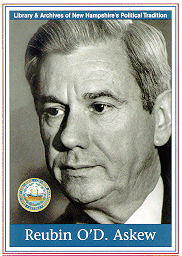 Library & Archives of New Hampshire's Political Tradition
Reubin O'D. Askew